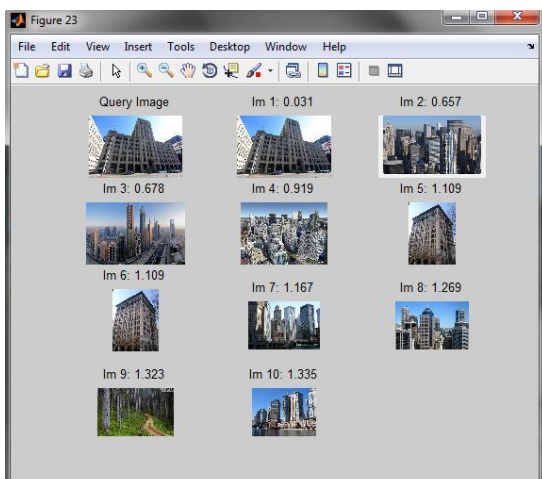 Figure 23
File Edit View Insert Tools Desktop Window Help
Query Image Im 1: 0.031 Im 2: 0.657
Im 3: 0.678 Im 4: 0.919 Im 5: 1.109
Im 6: 1.109 Im 7: 1.167 Im 8: 1.269
Im 9: 1.323 Im 10: 1.335